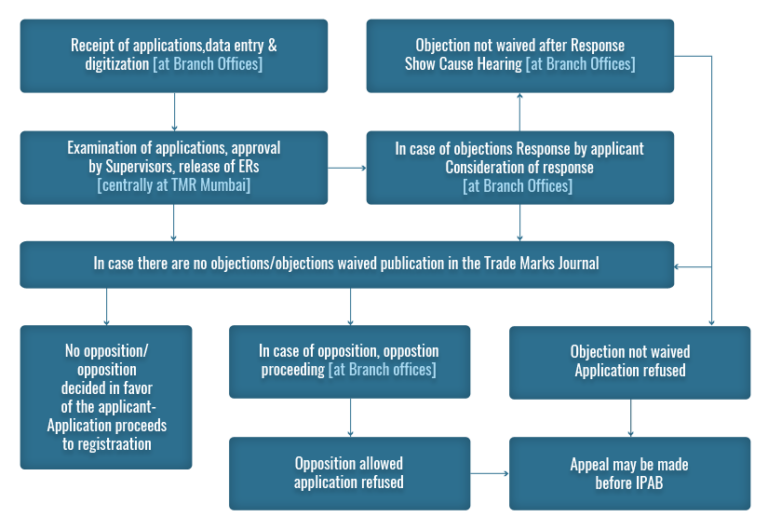 Receipt of applications,data entry &
digitization [at Branch Offices]
Objection not waived after Response
Show Cause Hearing [at Branch Offices]
Examination of applications, approval
by Supervisors, release of ERs
[centrally at TMR Mumbai]
In case of objections Response by applicant
Consideration of response
[at Branch Offices]
In case there are no objections/objections waived publication in the Trade Marks Journal
No opposition/
opposition
decided in favor
of the applicant-
Application proceeds
to registraation
In case of opposition, oppostion
proceeding [at Branch offices]
Objection not waived
Application refused
Opposition allowed
application refused
Appeal may be made
before IPAB